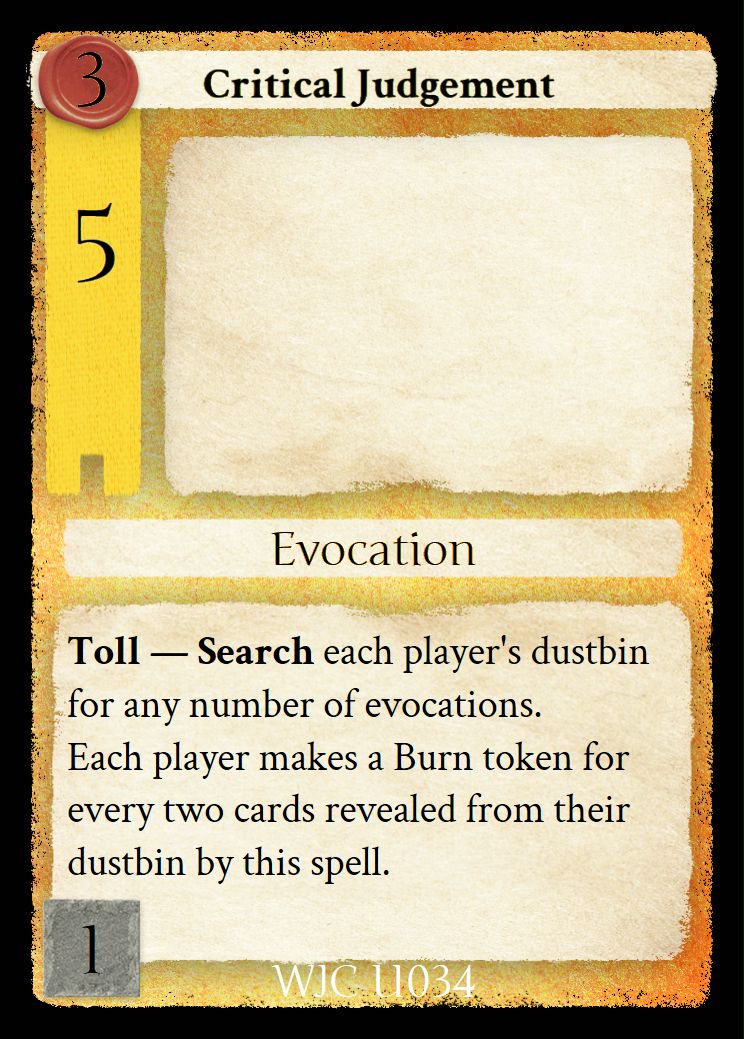 3
Critical Judgement
5
Evocation
Toll — Search each player's dustbin
for any number of evocations.
Each player makes a Burn token for
every two cards revealed from their
dustbin by this spell.
1
WJC 11034